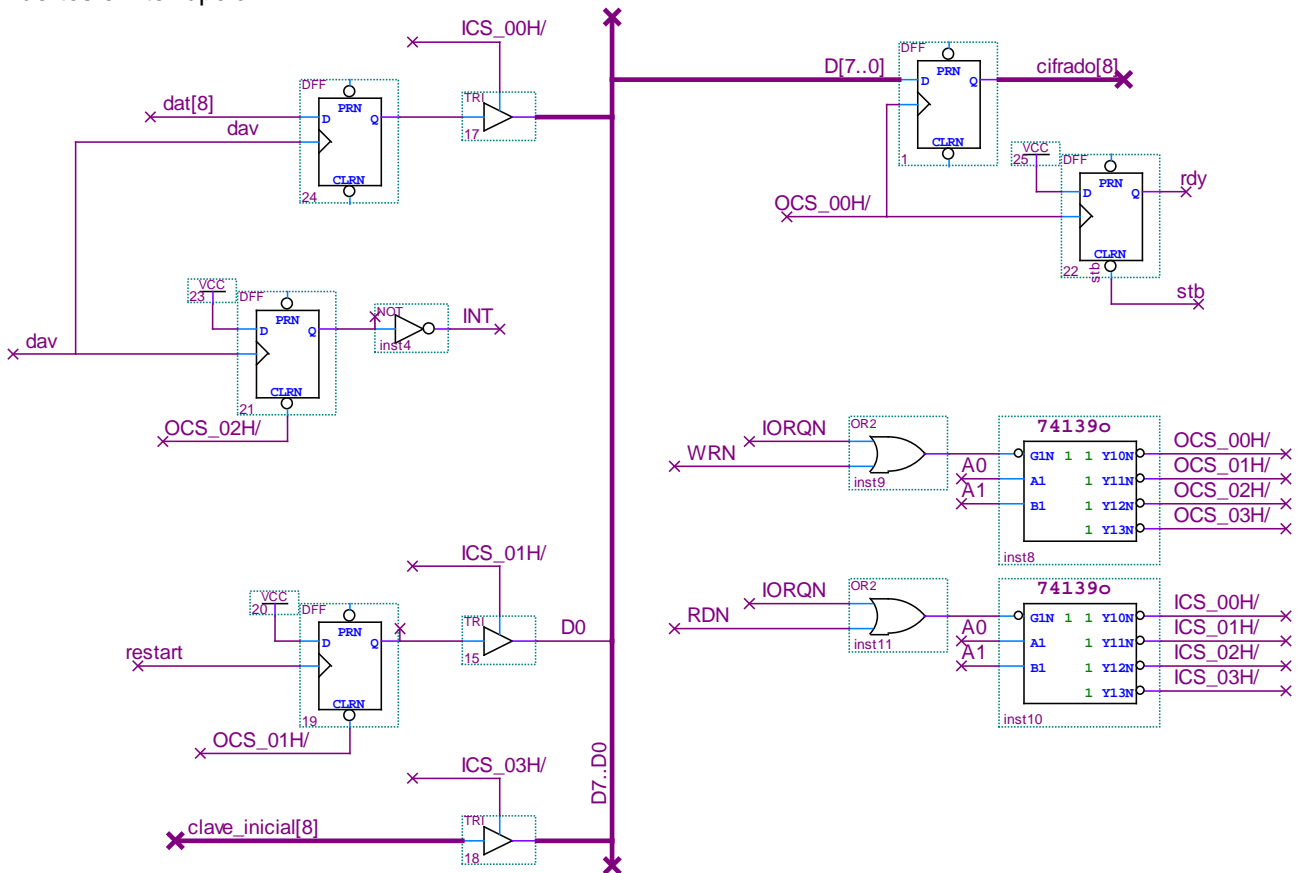 ICS_00H/
DFF
PRN
D
Q
CLRN
24
dat[8]
dav
TRI
17
D[7..0]
DFF
PRN
D
Q
CLRN
1
cifrado[8]
OCS_00H/
VCC
25
DFF
PRN
D
Q
CLRN
22
stb
rdy
stb
VCC
23
DFF
PRN
D
Q
CLRN
21
dav
OCS_02H/
NOT
inst4
INT
IORQN
WRN
OR2
inst9
A0
A1
74139o
G1N 1 1 Y10N
A1 1 Y11N
B1 1 Y12N
1 Y13N
inst8
OCS_00H/
OCS_01H/
OCS_02H/
OCS_03H/
IORQN
RDN
OR2
inst11
A0
A1
74139o
G1N 1 1 Y10N
A1 1 Y11N
B1 1 Y12N
1 Y13N
inst10
ICS_00H/
ICS_01H/
ICS_02H/
ICS_03H/
ICS_01H/
VCC
20
DFF
PRN
D
Q
CLRN
19
restart
OCS_01H/
TRI
15
D0
ICS_03H/
clave_inicial[8]
TRI
18
D7..D0